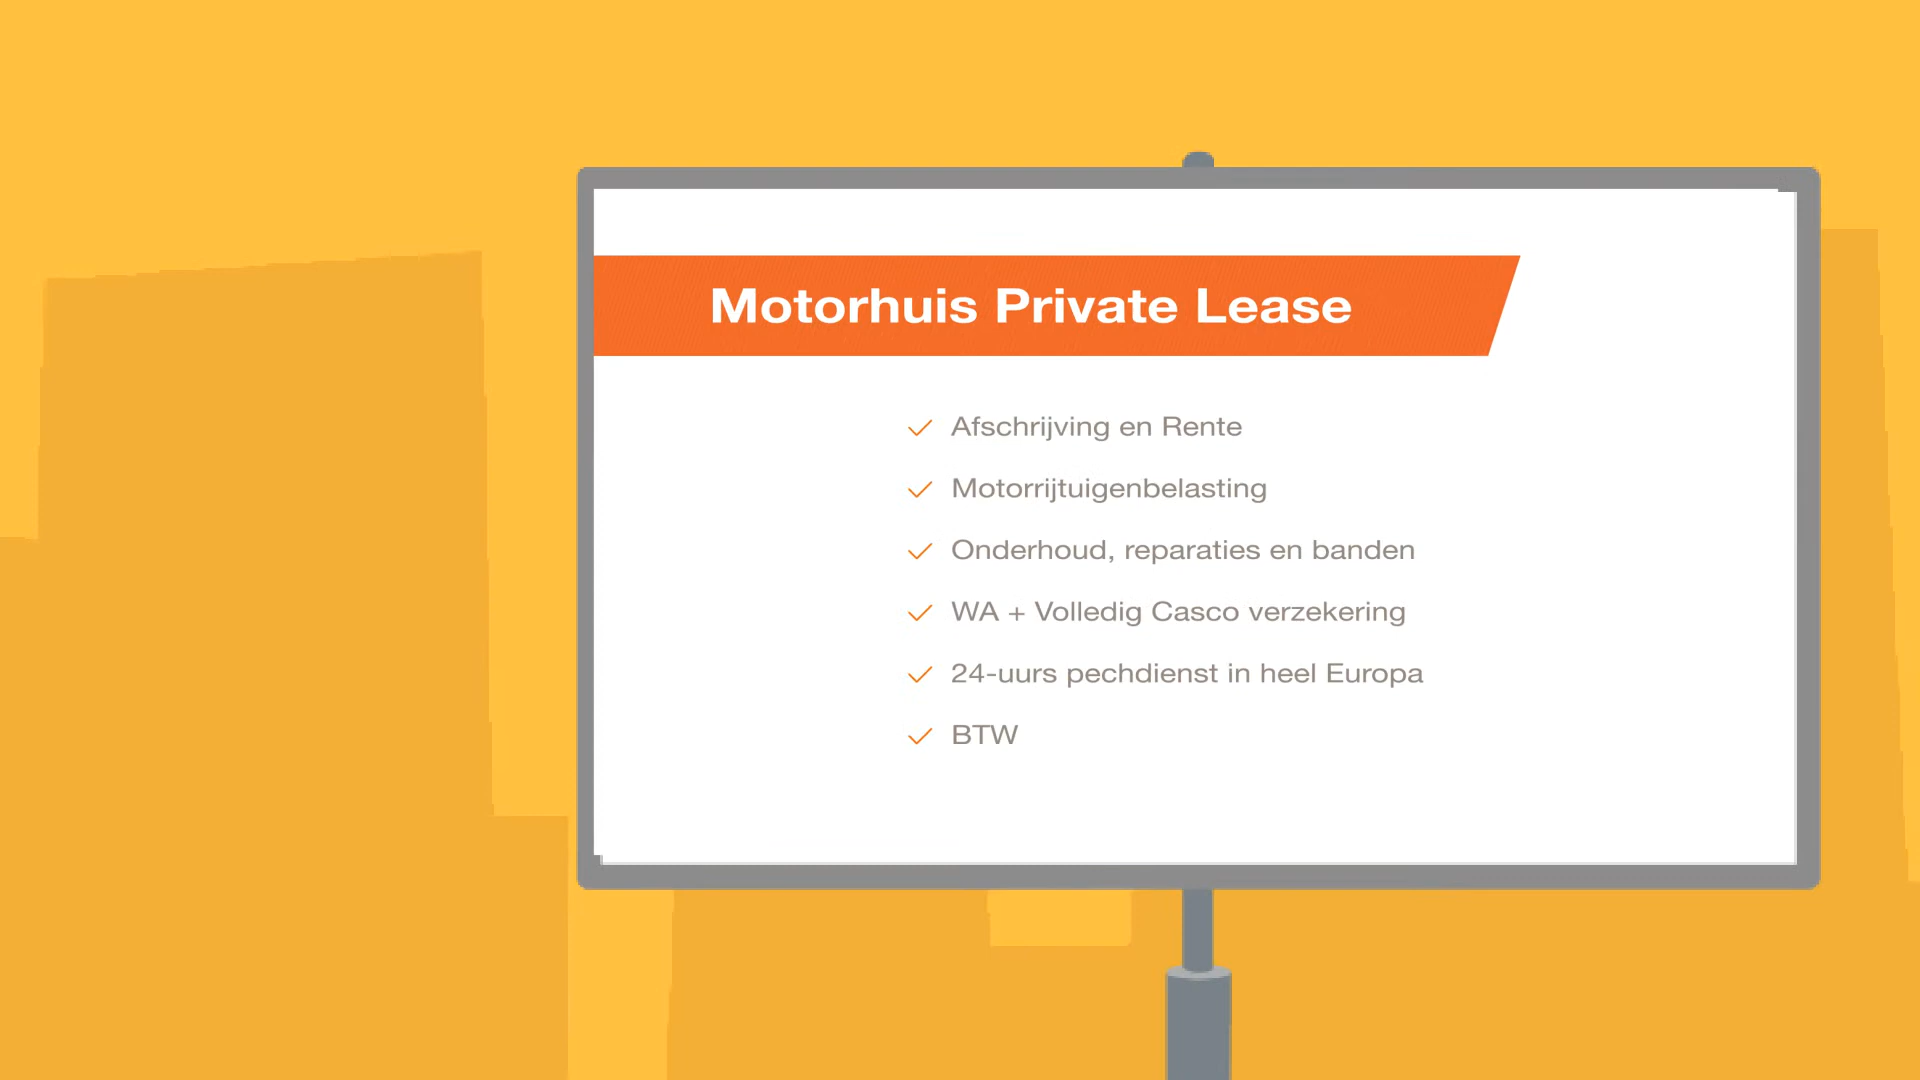 Motorhuis Private Lease
Afschrijving en Rente
Motorrijtuigenbelasting
Onderhoud, reparaties en banden
WA + Volledig Casco verzekering
24-uurs pechdienst in heel Europa
BTW